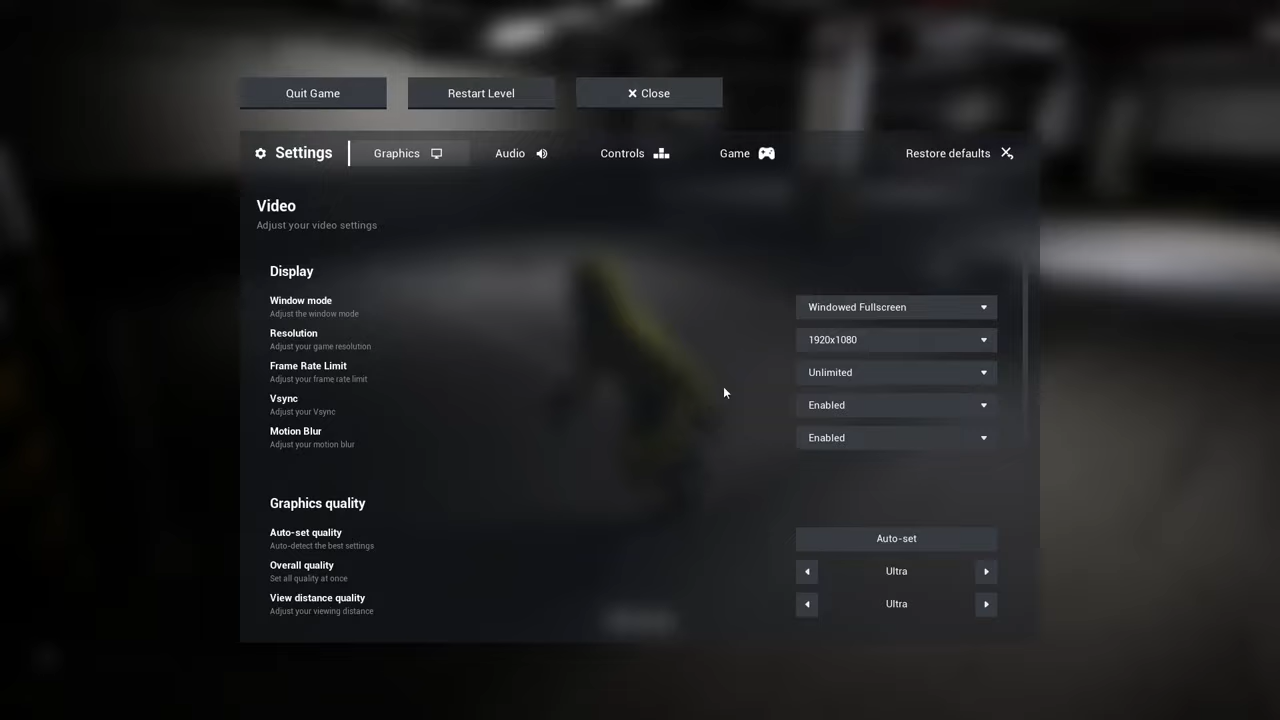 Quit Game
Restart Level
Close
Settings
Graphics
Audio
Controls
Game
Restore defaults
Video
Adjust your video settings
Display
Window mode
Adjust the window mode
Windowed Fullscreen
Resolution
Adjust your game resolution
1920x1080
Frame Rate Limit
Adjust your frame rate limit
Unlimited
Vsync
Adjust your Vsync
Enabled
Motion Blur
Adjust your motion blur
Enabled
Graphics quality
Auto-set quality
Auto-detect the best settings
Auto-set
Overall quality
Set all quality at once
Ultra
View distance quality
Adjust your viewing distance
Ultra